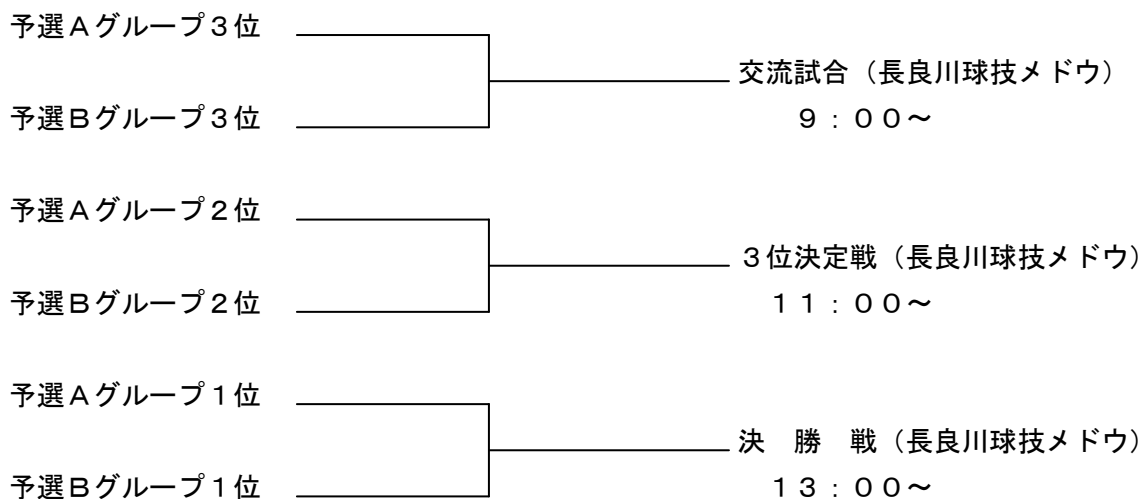 予選Aグループ3位
交流試合（長良川球技メドウ）
予選Bグループ3位
9：00～
予選Aグループ2位
3位決定戦（長良川球技メドウ）
予選Bグループ2位
11：00～
予選Aグループ1位
決　勝　戦（長良川球技メドウ）
予選Bグループ1位
13：00～